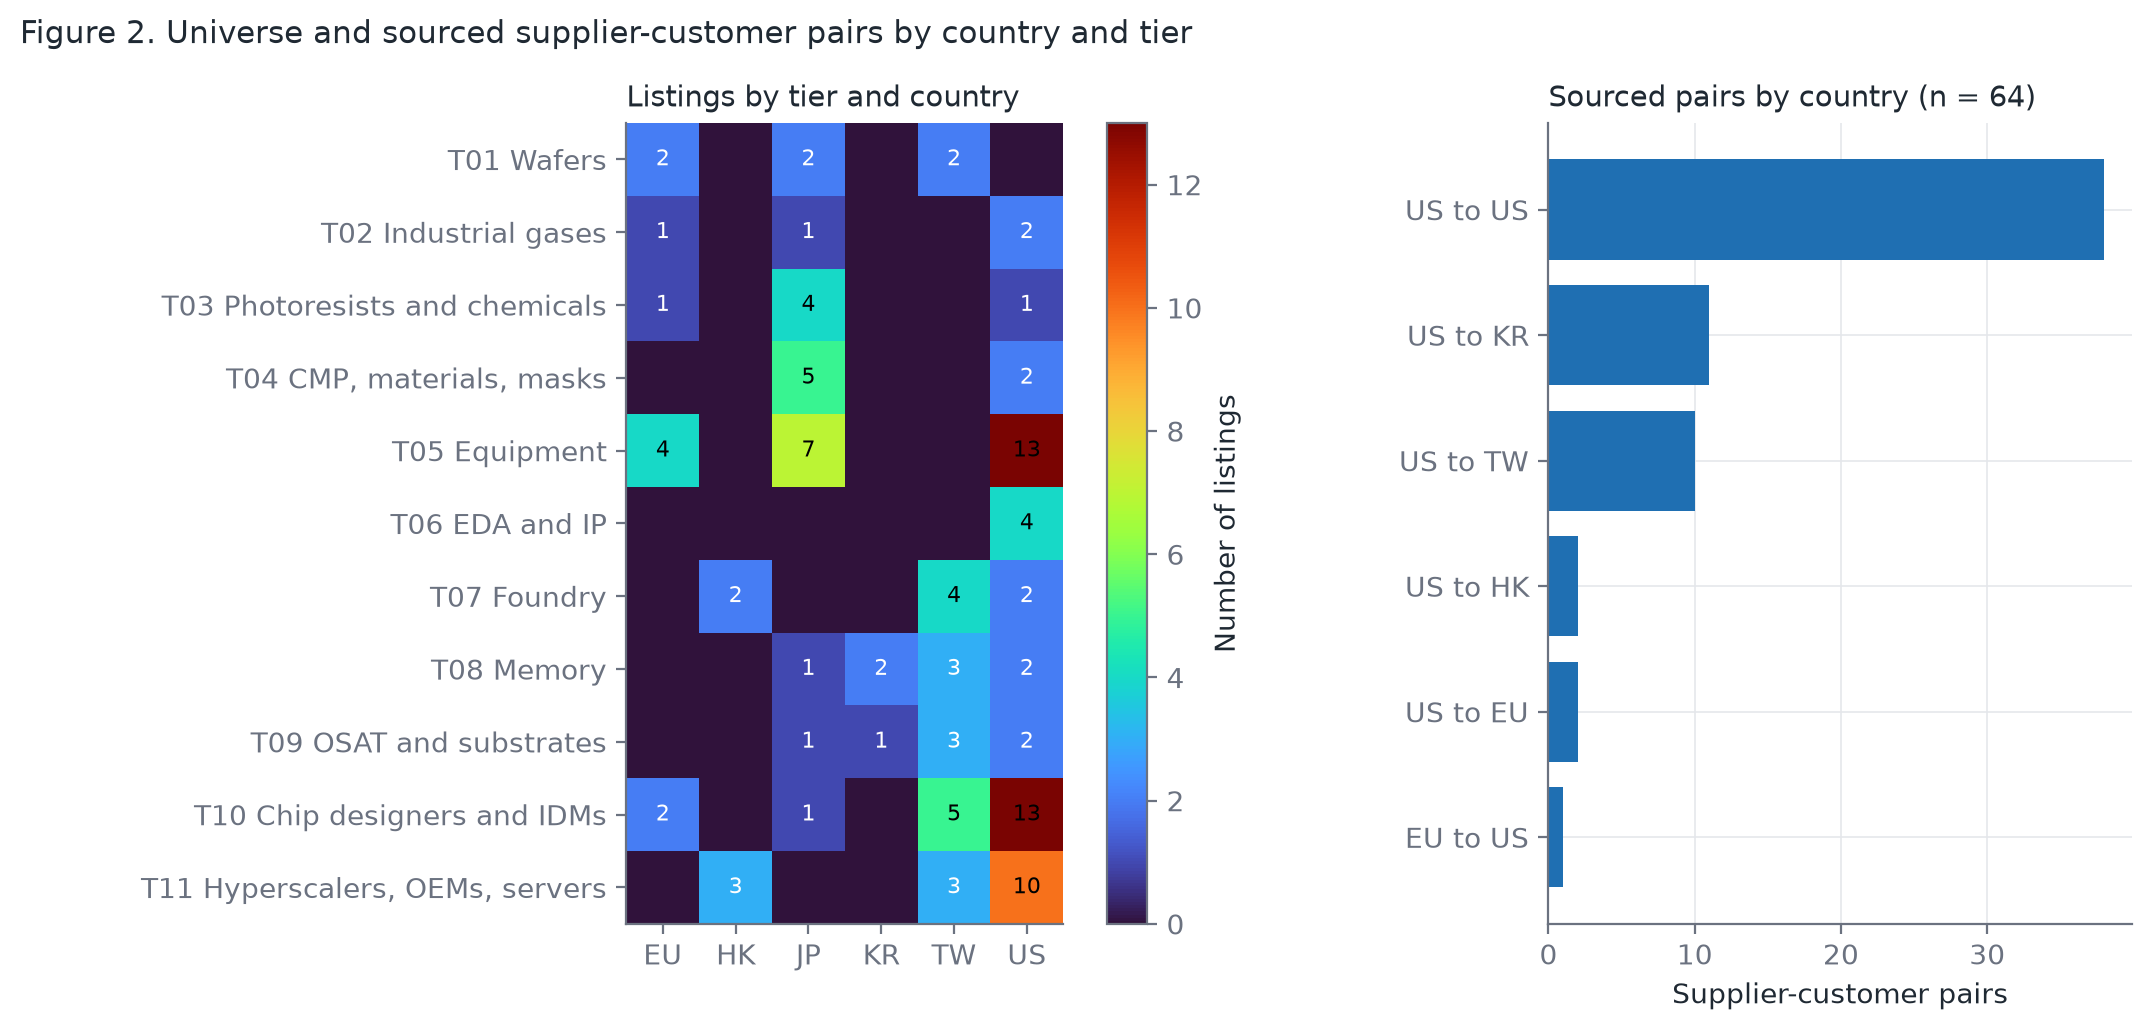 Figure 2. Universe and sourced supplier-customer pairs by country and tier
Listings by tier and country
T01 Wafers 2 2 2
T02 Industrial gases 1 1 2
T03 Photoresists and chemicals 1 4 1
T04 CMP, materials, masks 5 2
T05 Equipment 4 7 13
T06 EDA and IP 4
T07 Foundry 2 4 2
T08 Memory 1 2 3 2
T09 OSAT and substrates 1 1 3 2
T10 Chip designers and IDMs 2 1 5 13
T11 Hyperscalers, OEMs, servers 3 3 10
EU HK JP KR TW US
12
10
8
6
4
2
0
Number of listings
Sourced pairs by country (n = 64)
US to US
US to KR
US to TW
US to HK
US to EU
EU to US
0 10 20 30
Supplier-customer pairs